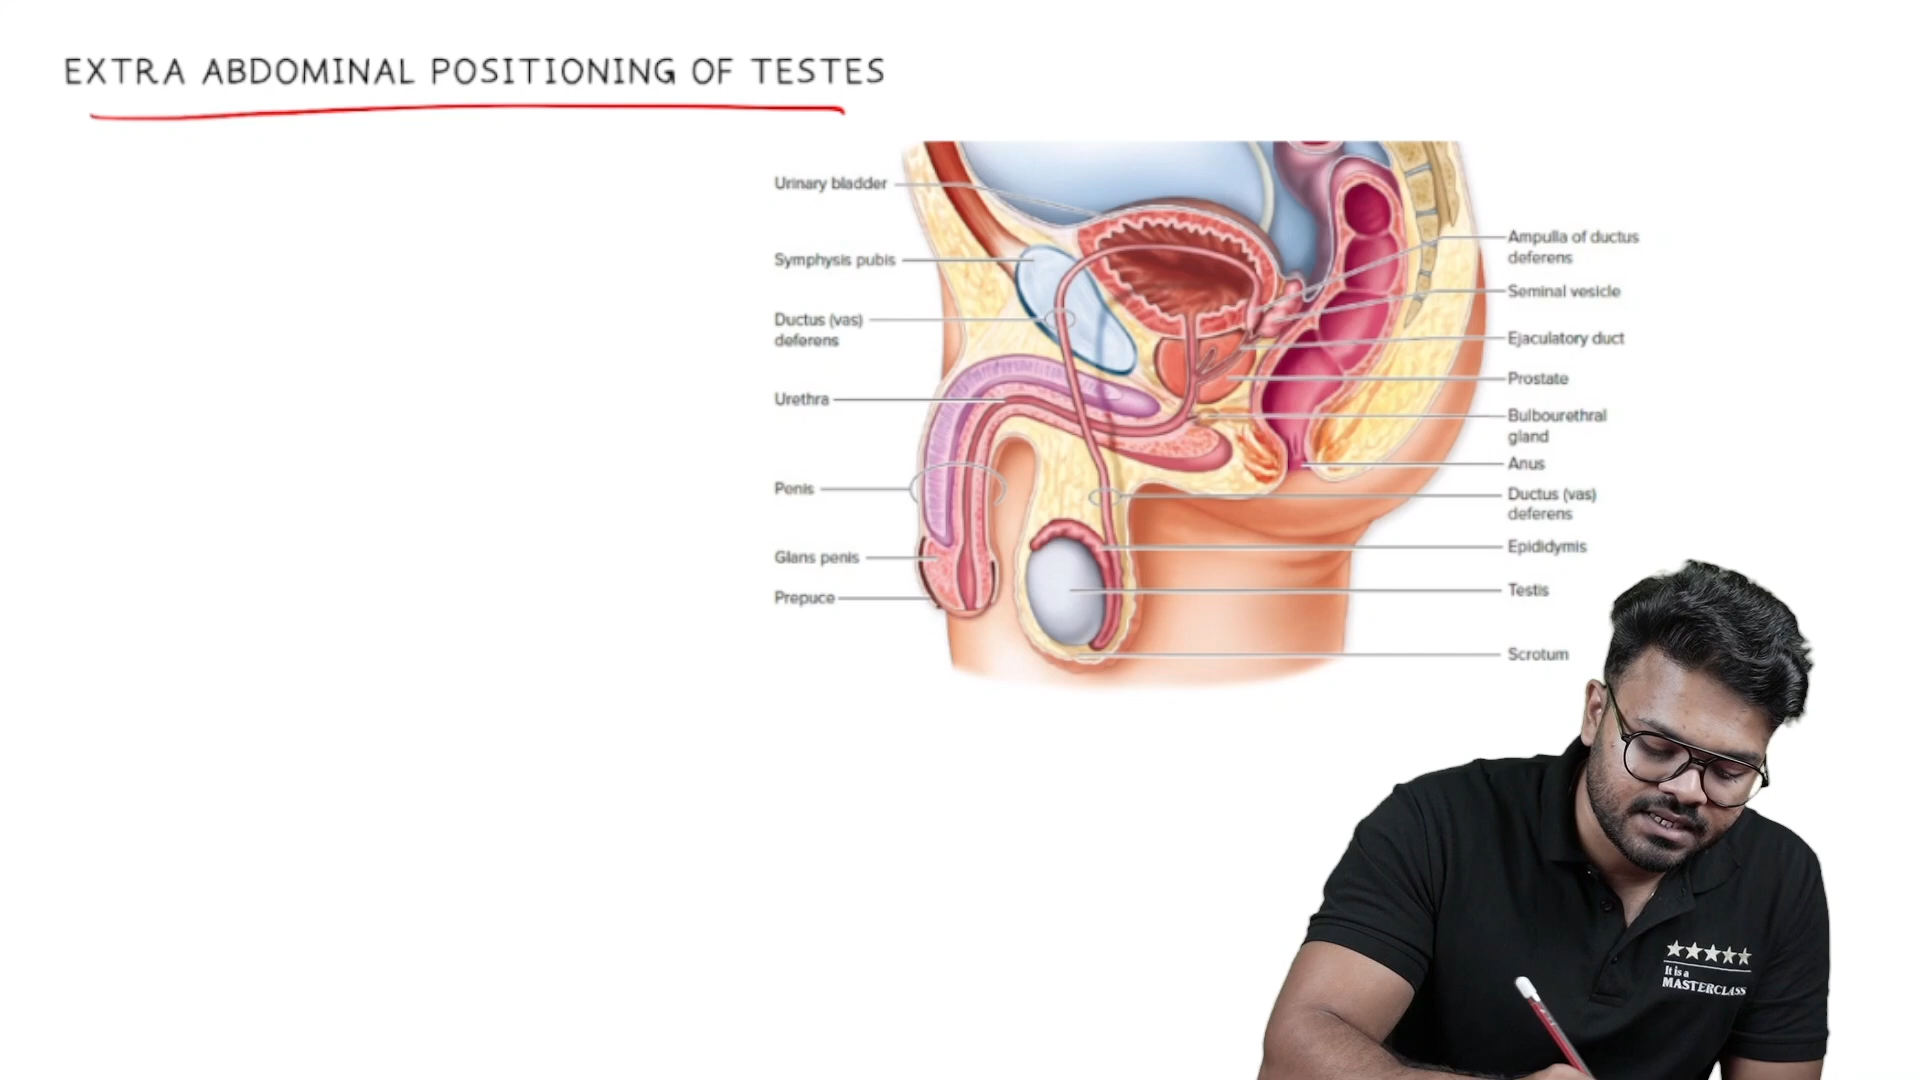 EXTRA ABDOMINAL POSITIONING OF TESTES
Urinary bladder
Symphysis pubis
Ductus (vas)
deferens
Urethra
Penis
Glans penis
Prepuce
Ampulla of ductus
deferens
Seminal vesicle
Ejaculatory duct
Prostate
Bulbourethral
gland
Anus
Ductus (vas)
deferens
Epididymis
Testis
Scrotum
It is a
MASTERCLASS